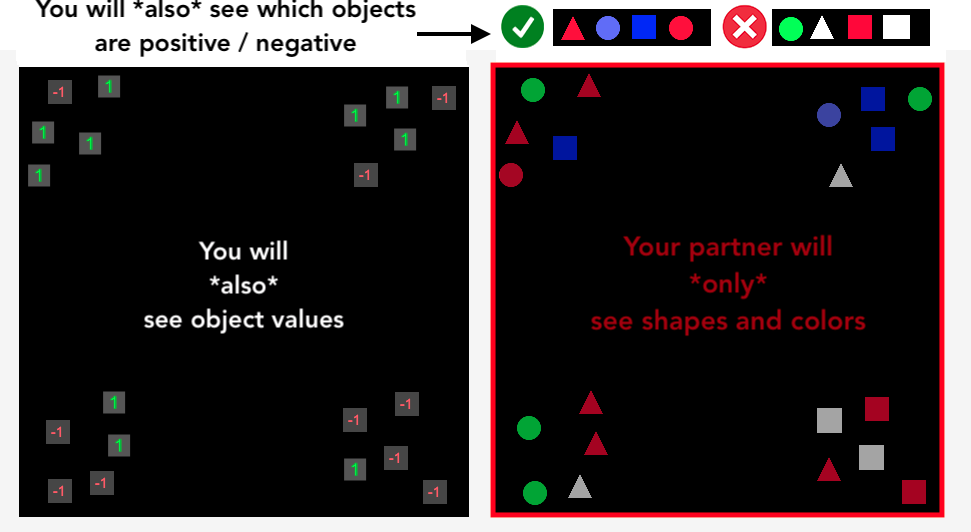 You will *also* see which objects
are positive / negative
-1
1
1
1
1
1
-1
1
1
-1
You will
*also*
see object values
Your partner will
*only*
see shapes and colors
1
-1
1
-1
-1
-1
-1
-1
1
-1